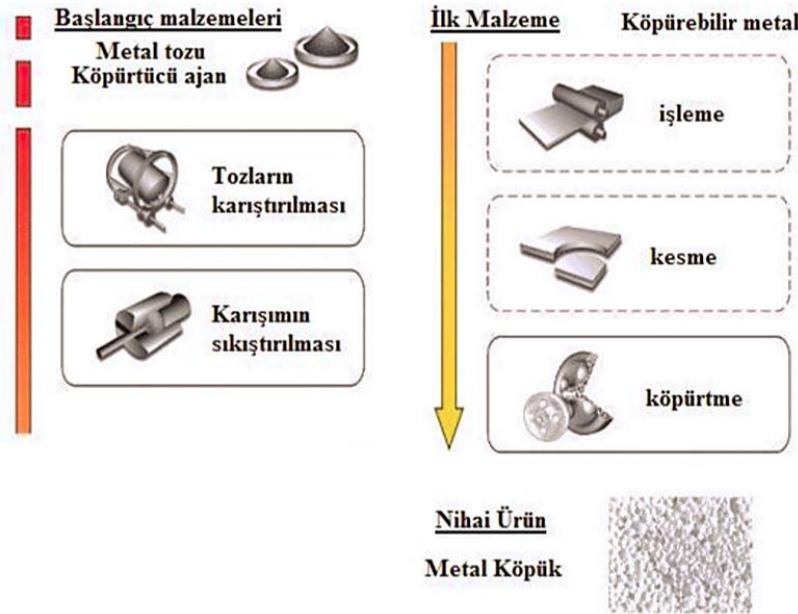 Başlangıç malzemeleri
Metal tozu
Köpürtücü ajan
Tozların
karıştırılması
Karışımın
sıkıştırılması
İlk Malzeme
Köpürebilir metal
işleme
kesme
köpürtme
Nihai Ürün
Metal Köpük